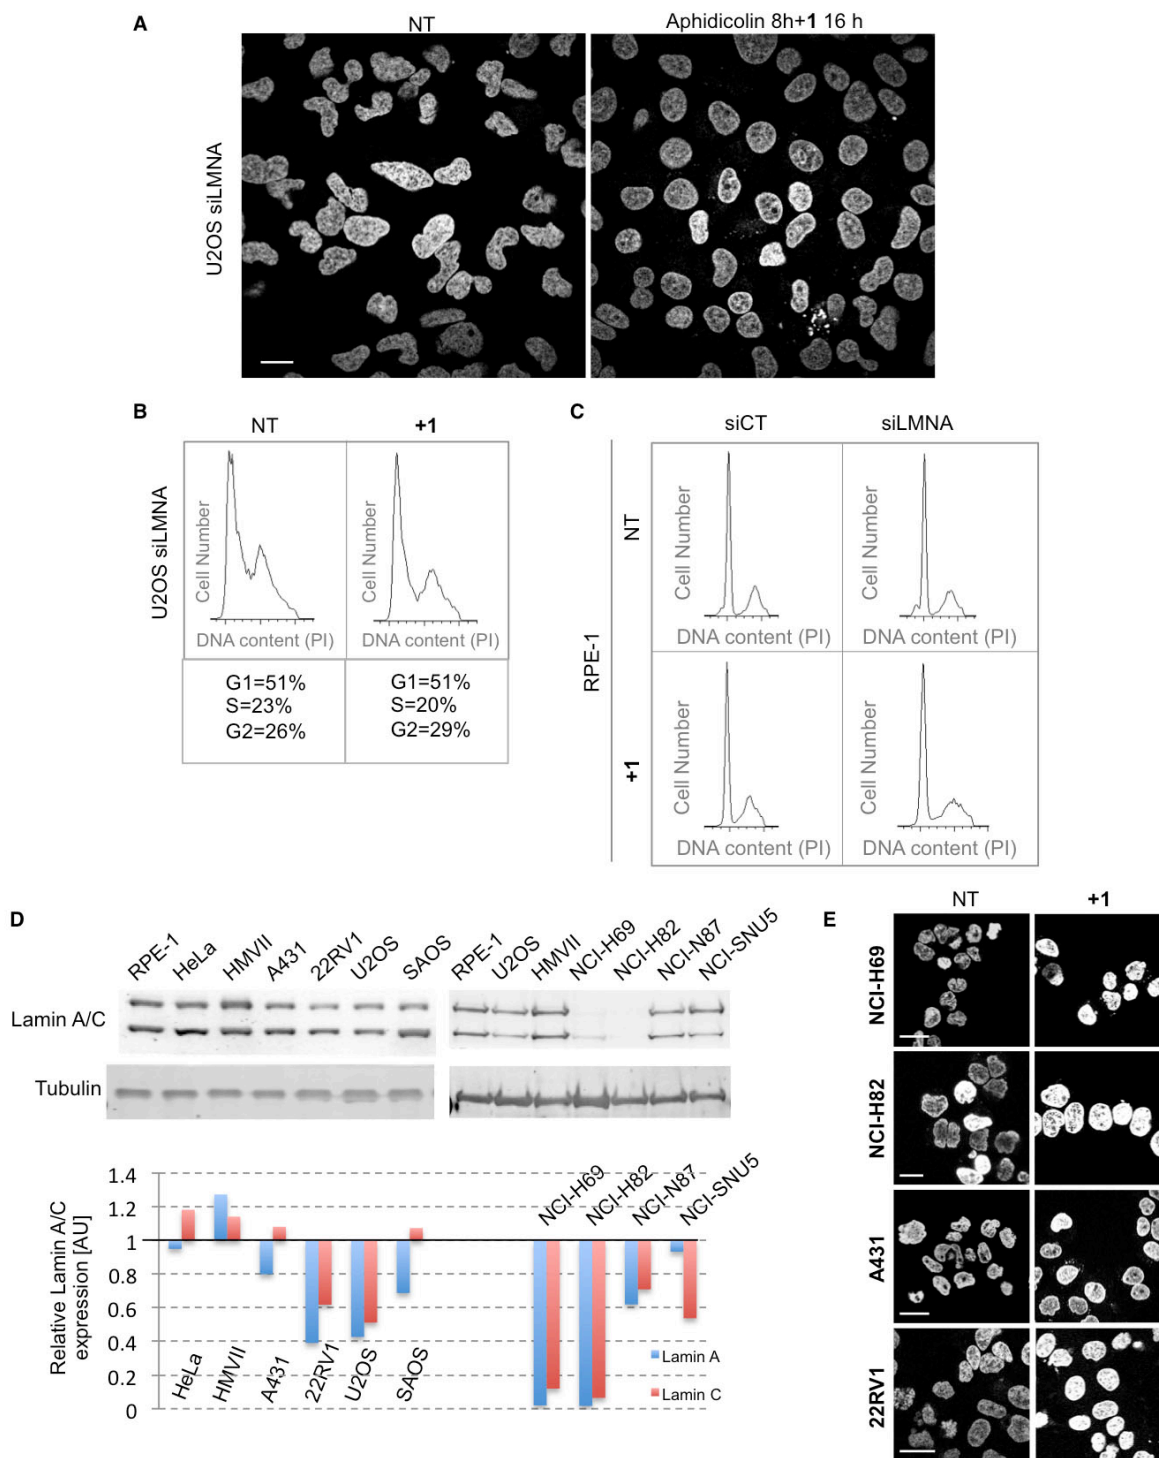 A
NT
Aphidicolin 8h+1 16 h
U2OS siLMNA
B
NT
+1
U2OS siLMNA
Cell Number
Cell Number
DNA content (PI)
DNA content (PI)
G1=51%
S=23%
G2=26%
G1=51%
S=20%
G2=29%
C
siCT
siLMNA
RPE-1
NT
Cell Number
Cell Number
DNA content (PI)
DNA content (PI)
+1
Cell Number
Cell Number
DNA content (PI)
DNA content (PI)
D
RPE-1
HeLa
HMVII
A431
22RV1
U2OS
SAOS
RPE-1
U2OS
HMVII
NCI-H69
NCI-H82
NCI-N87
NCI-SNU5
Lamin A/C
Tubulin
Relative Lamin A/C
expression [AU]
1.4
1.2
1
0.8
0.6
0.4
0.2
0
HeLa
HMVII
A431
22RV1
U2OS
SAOS
NCI-H69
NCI-H82
NCI-N87
NCI-SNU5
Lamin A
Lamin C
E
NT
+1
NCI-H69
NCI-H82
A431
22RV1